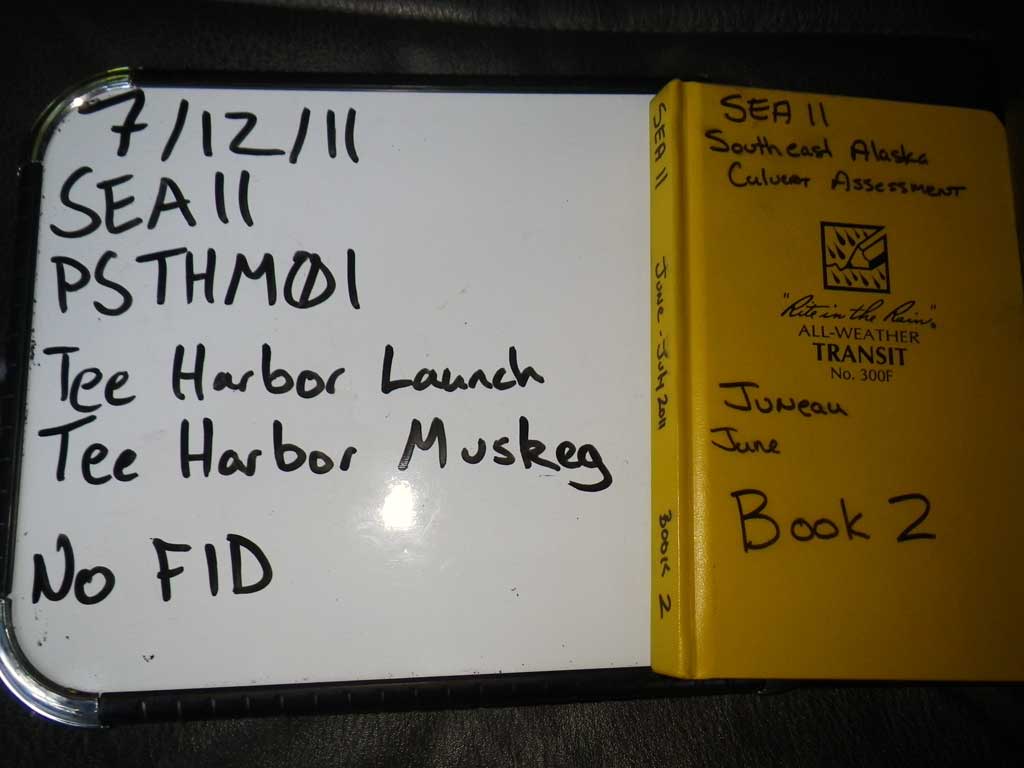 7/12/11
SEA11
PSTHM01
Tee Harbor Launch
Tee Harbor Muskeg
No FID
SEA 11
June - July 2011
Book 2
SEA 11
Southeast Alaska
Culvert Assessment
"Rite in the Rain"
ALL-WEATHER
TRANSIT
No. 300F
Juneau
June
Book 2